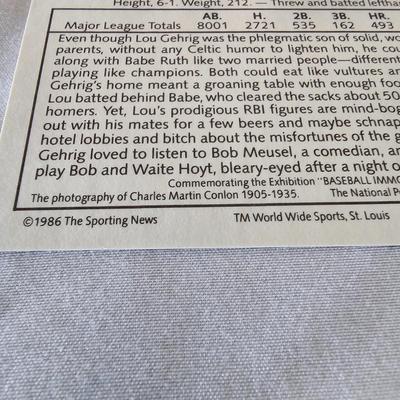 Height, 6-1. Weight, 212. — Threw and batted
AB. H. 2B. 3B. HR.
Major League Totals 8001 2721 535 162 493
Even though Lou Gehrig was the phlegmatic son of solid, wo
parents, without any Celtic humor to lighten him, he cou
along with Babe Ruth like two married people—different
playing like champions. Both could eat like vultures an
Gehrig's home meant a groaning table with enough foo
Lou batted behind Babe, who cleared the sacks about 50
homers. Yet, Lou's prodigious RBI figures are mind-bog
out with his mates for a few beers and maybe schnap
hotel lobbies and bitch about the misfortunes of the g
Gehrig loved to listen to Bob Meusel, a comedian, an
play Bob and Waite Hoyt, bleary-eyed after a night o
Commemorating the Exhibition "BASEBALL IMMO
The photography of Charles Martin Conlon 1905-1935. The National P
©1986 The Sporting News TM World Wide Sports, St. Louis